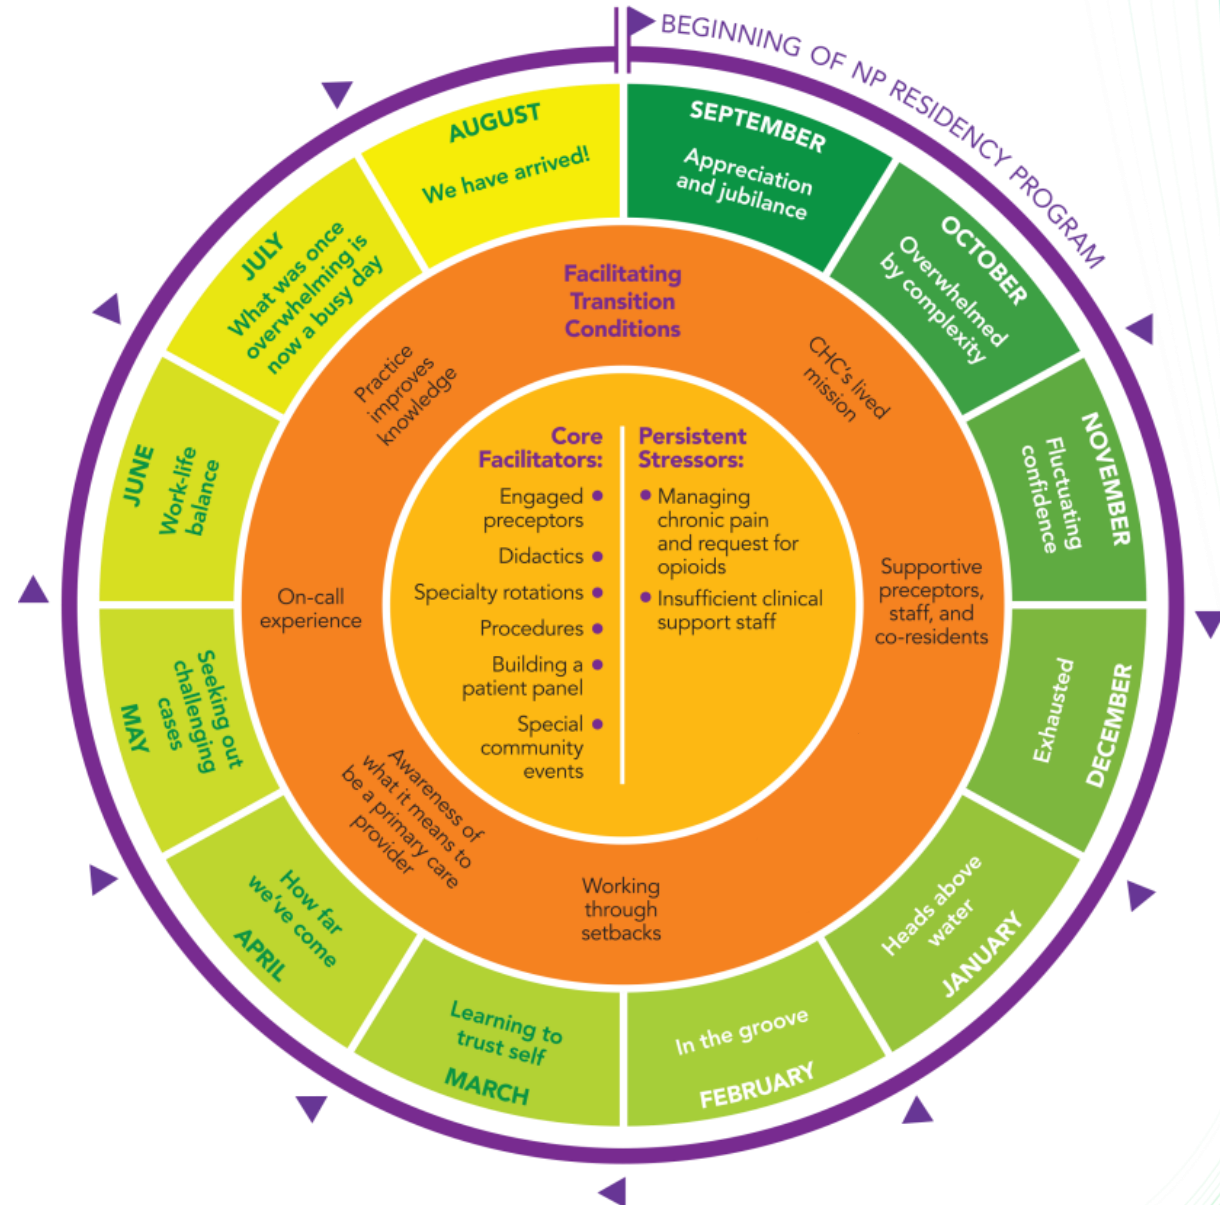 BEGINNING OF NP RESIDENCY PROGRAM
SEPTEMBER
Appreciation
and jubilance
OCTOBER
Overwhelmed
by complexity
NOVEMBER
Fluctuating
confidence
DECEMBER
Exhausted
JANUARY
Heads above
water
FEBRUARY
In the groove
MARCH
Learning to
trust self
APRIL
How far
we've come
MAY
Seeking out
challenging
cases
JUNE
Work-life
balance
JULY
What was once
overwhelming is
now a busy day
AUGUST
We have arrived!
Facilitating
Transition
Conditions
CHC's lived
mission
Supportive
preceptors,
staff, and
co-residents
Working
through
setbacks
Awareness of
what it means to
be a primary care
provider
On-call
experience
Practice
improves
knowledge
Core
Facilitators:
Engaged
preceptors
Didactics
Specialty rotations
Procedures
Building a
patient panel
Special
community
events
Persistent
Stressors:
Managing
chronic pain
and request for
opioids
Insufficient clinical
support staff